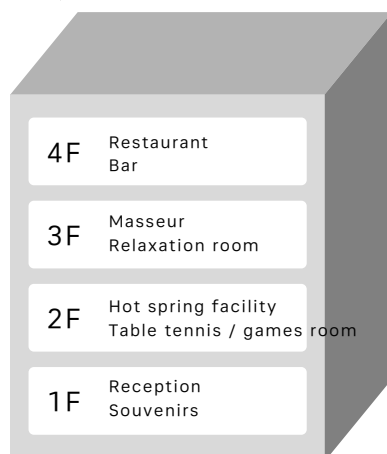 4F
Restaurant
Bar
3F
Masseur
Relaxation room
2F
Hot spring facility
Table tennis / games room
1F
Reception
Souvenirs